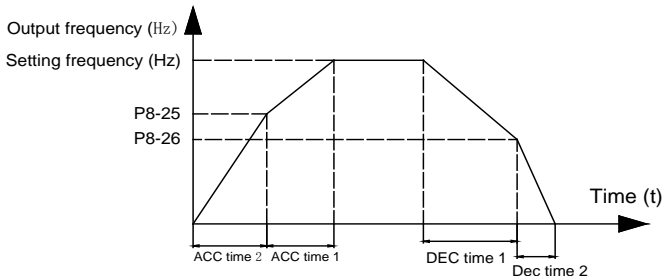 Output frequency (Hz)
Setting frequency (Hz)
P8-25
P8-26
Time (t)
ACC time 2
ACC time 1
DEC time 1
Dec time 2